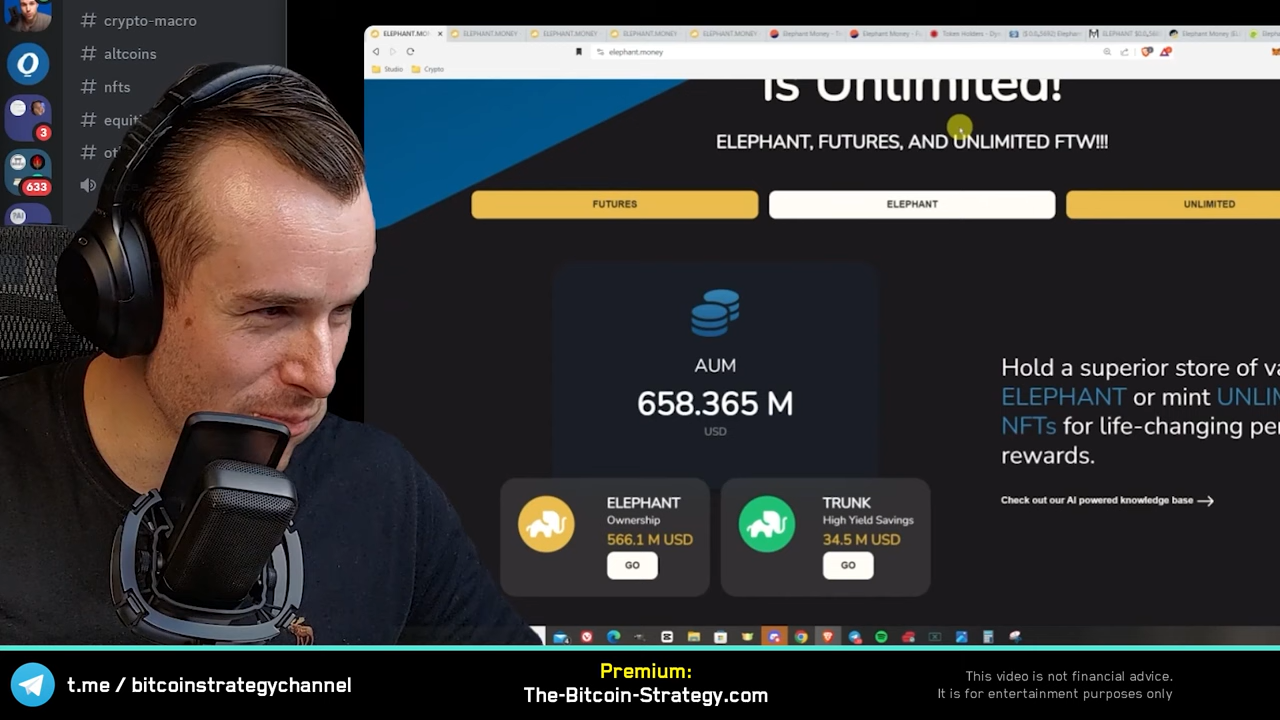 # crypto-macro
# altcoins
# nfts
3
633
ELEPHANT.MONEY
elephant.money
Studio
Crypto
is Unlimited!
ELEPHANT, FUTURES, AND UNLIMITED FTW!!!
FUTURES
ELEPHANT
UNLIMITED
AUM
658.365 M
USD
Hold a superior store of va
ELEPHANT or mint UNLIM
NFTs for life-changing per
rewards.
Check out our AI powered knowledge base →
ELEPHANT
Ownership
566.1 M USD
GO
TRUNK
High Yield Savings
34.5 M USD
GO
t.me / bitcoinstrategychannel
Premium:
The-Bitcoin-Strategy.com
This video is not financial advice.
It is for entertainment purposes only